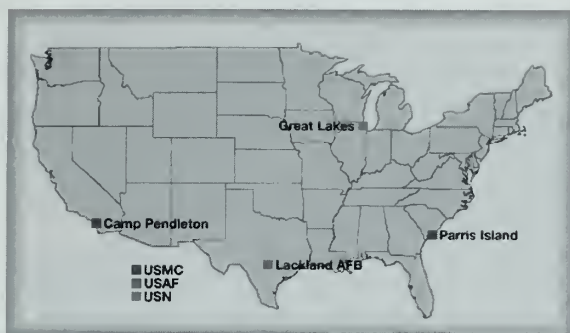 Great Lakes
Camp Pendleton
Parris Island
Lackland AFB
USMC
USAF
USN